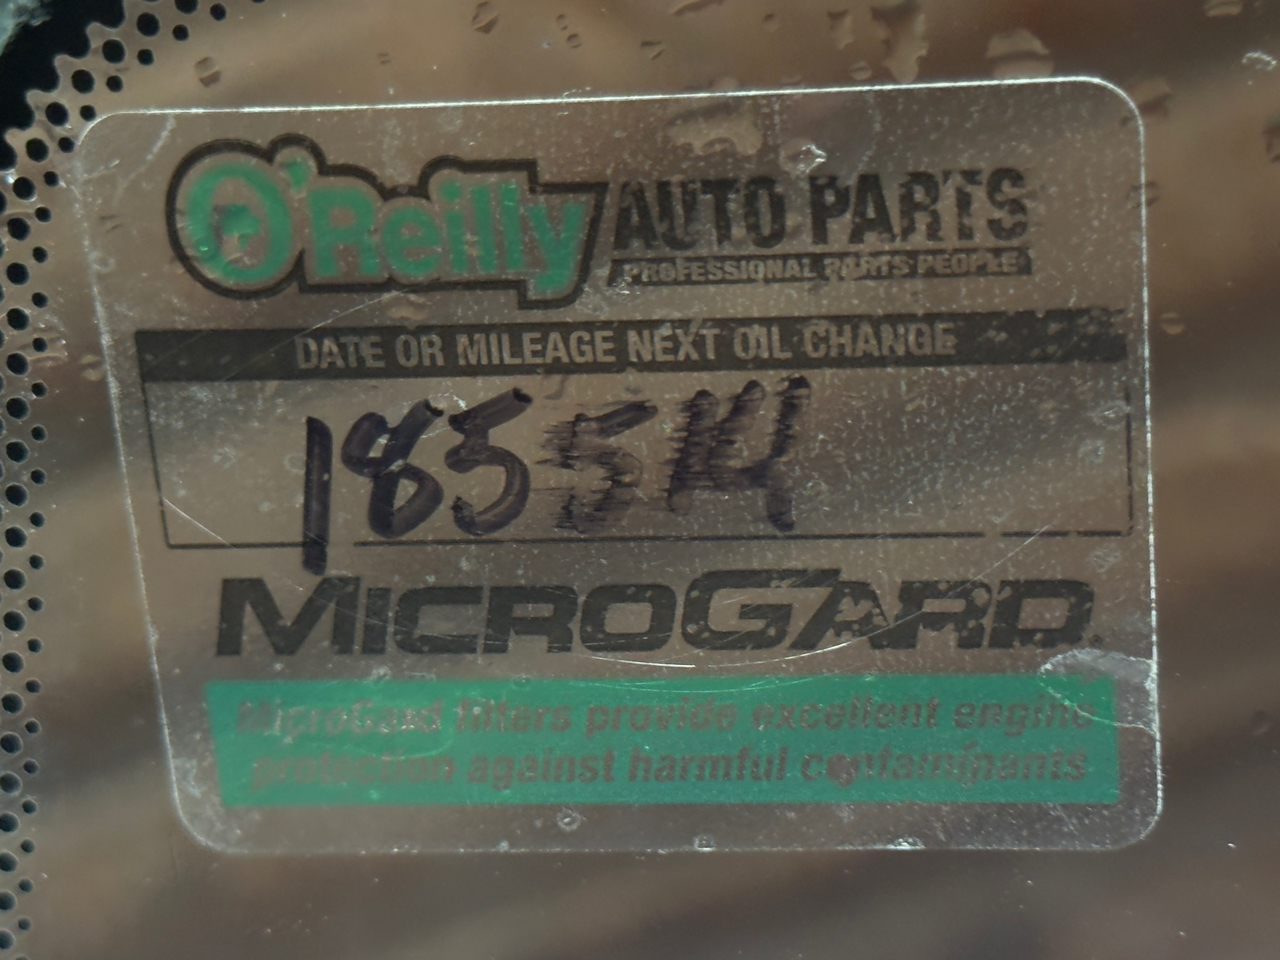 O'Reilly AUTO PARTS
PROFESSIONAL PARTS PEOPLE
DATE OR MILEAGE NEXT OIL CHANGE
185514
MICROGARD
MicroGard filters provide excellent engine
protection against harmful contaminants